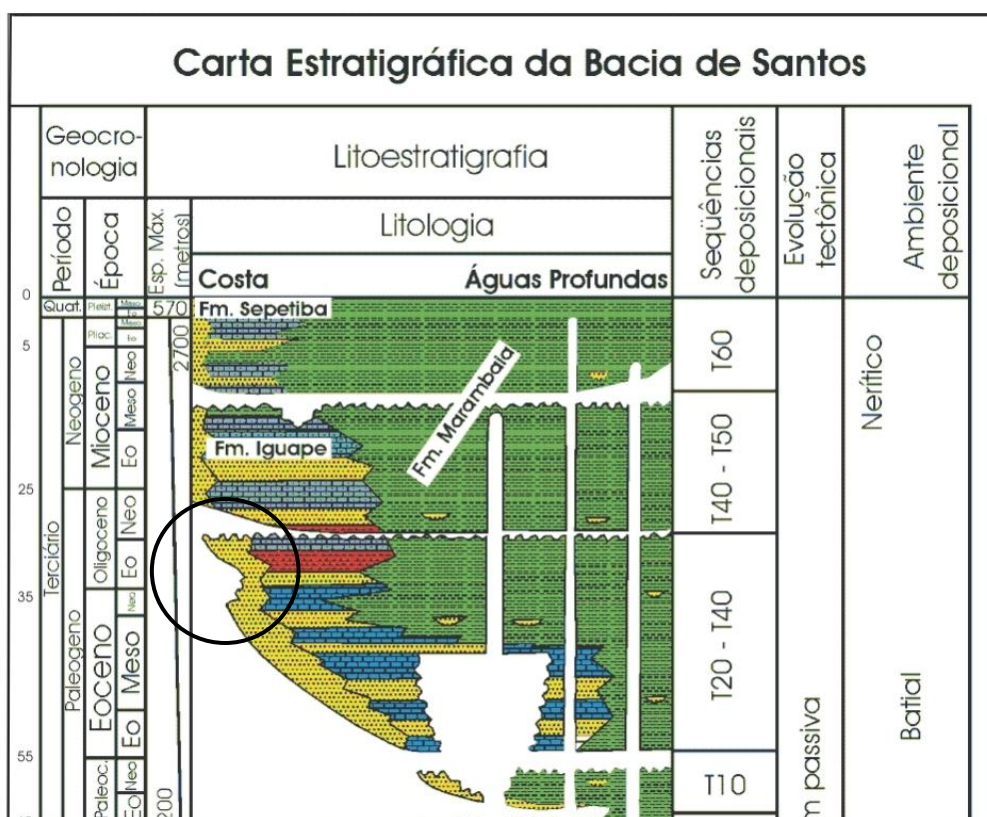 Carta Estratigráfica da Bacia de Santos
Geocro-
nologia
Litoestratigrafia
Seqüências
deposicionais
Evolução
tectônica
Ambiente
deposicional
Período
Época
Esp. Máx.
(metros)
Litologia
Costa
Águas Profundas
0
Quat.
Pleist.
570
Fm. Sepetiba
5
Plioc.
Eo
2700
T60
Nerítico
Neogeno
Mioceno
Neo
Meso
Eo
Fm. Marambaia
Fm. Iguape
T40 - T50
25
Terciário
Oligoceno
Neo
Eo
35
Paleogeno
Eoceno
Neo
Meso
Eo
T20 - T40
Batial
55
Paleoc.
Neo
Eo
200
T10
m passiva